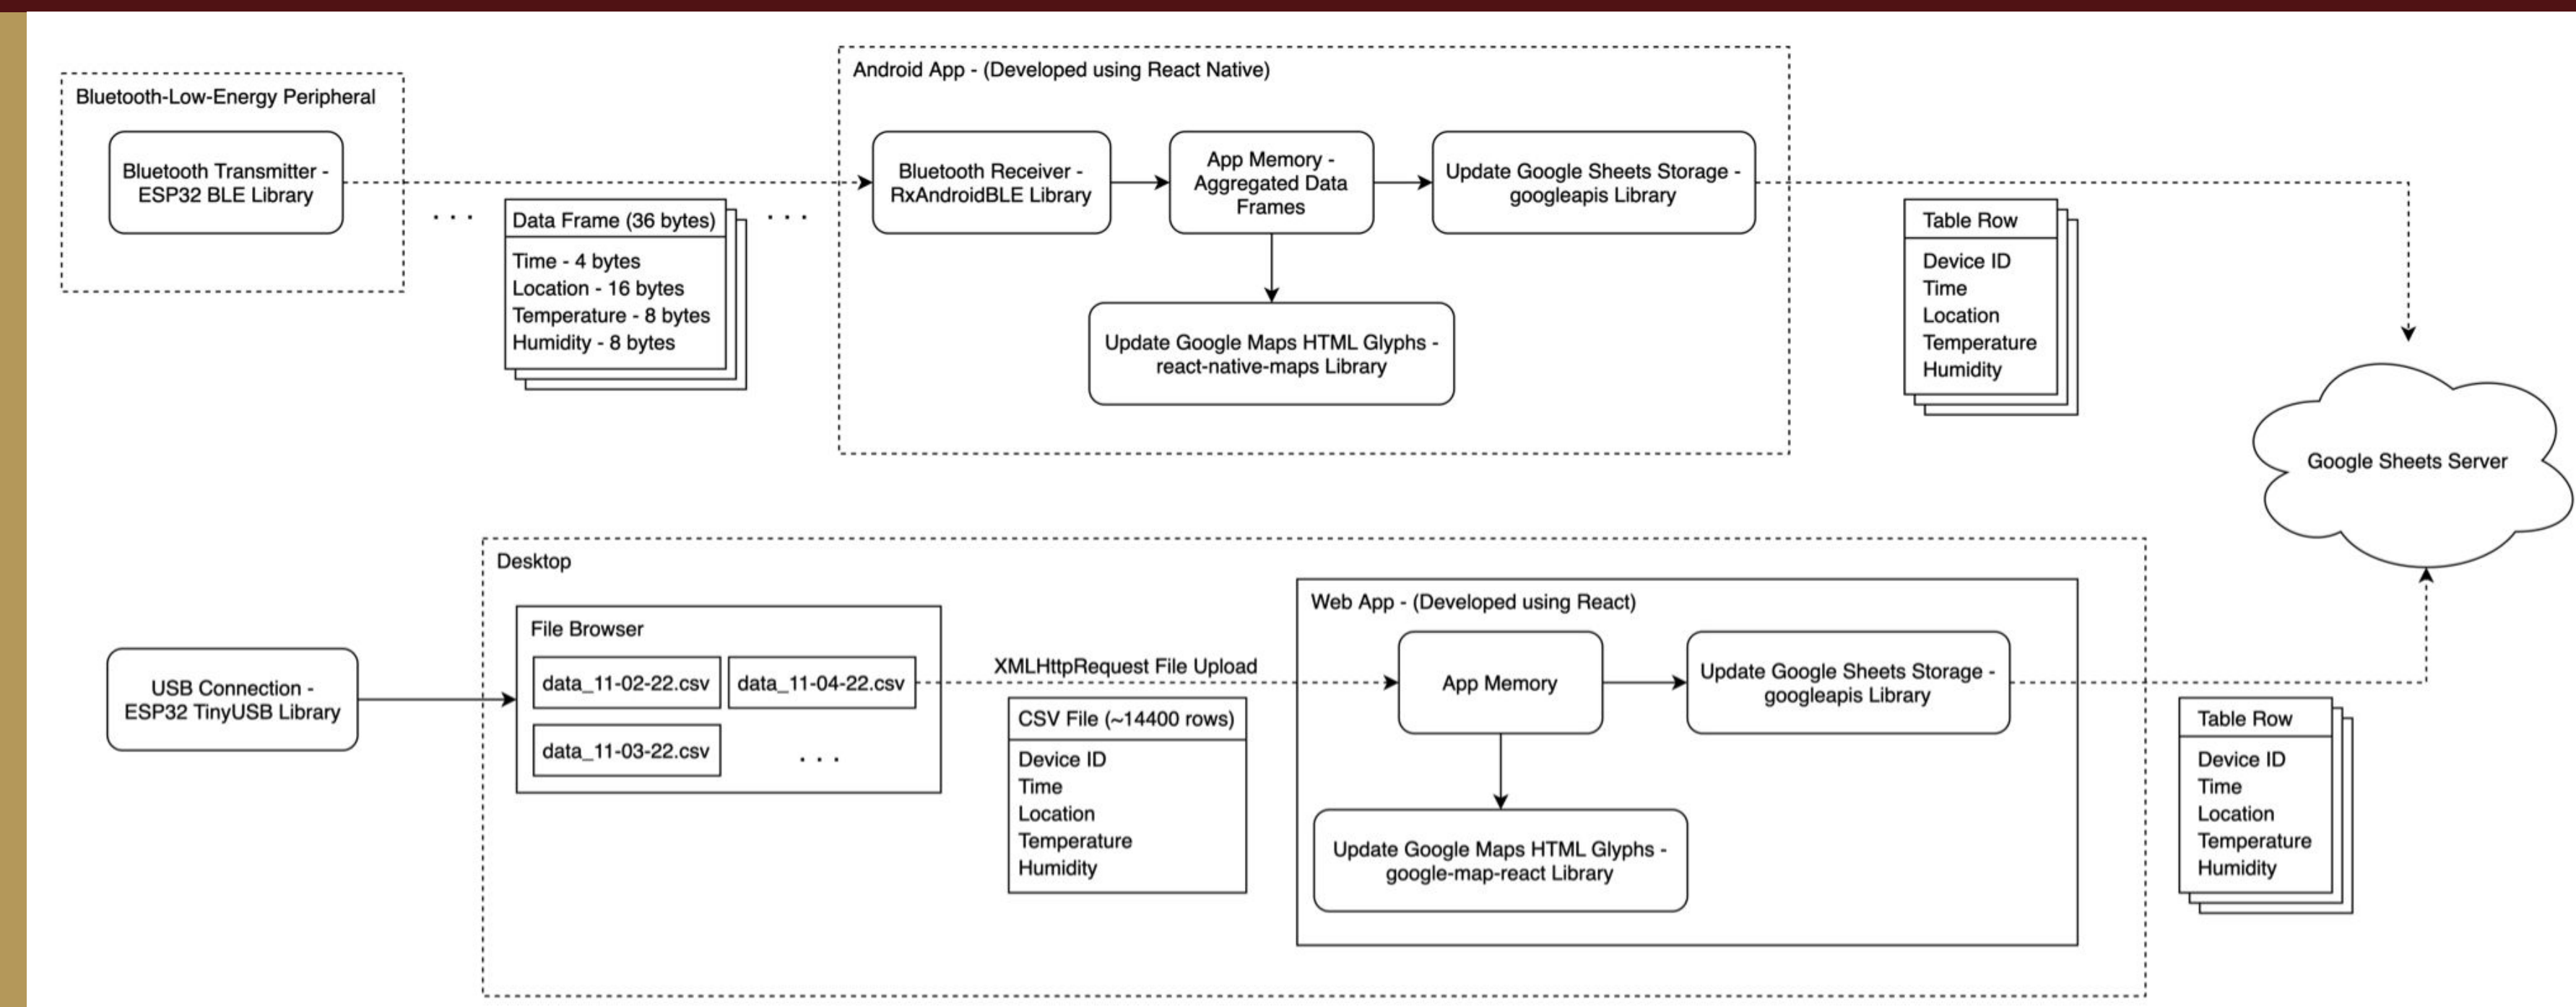 Bluetooth-Low-Energy Peripheral
Bluetooth Transmitter -
ESP32 BLE Library
. . .
Data Frame (36 bytes)
Time - 4 bytes
Location - 16 bytes
Temperature - 8 bytes
Humidity - 8 bytes
. . .
Android App - (Developed using React Native)
Bluetooth Receiver -
RxAndroidBLE Library
App Memory -
Aggregated Data
Frames
Update Google Sheets Storage -
googleapis Library
Update Google Maps HTML Glyphs -
react-native-maps Library
Table Row
Device ID
Time
Location
Temperature
Humidity
Google Sheets Server
USB Connection -
ESP32 TinyUSB Library
Desktop
File Browser
data_11-02-22.csv
data_11-04-22.csv
data_11-03-22.csv
. . .
XMLHttpRequest File Upload
CSV File (~14400 rows)
Device ID
Time
Location
Temperature
Humidity
Web App - (Developed using React)
App Memory
Update Google Sheets Storage -
googleapis Library
Update Google Maps HTML Glyphs -
google-map-react Library
Table Row
Device ID
Time
Location
Temperature
Humidity